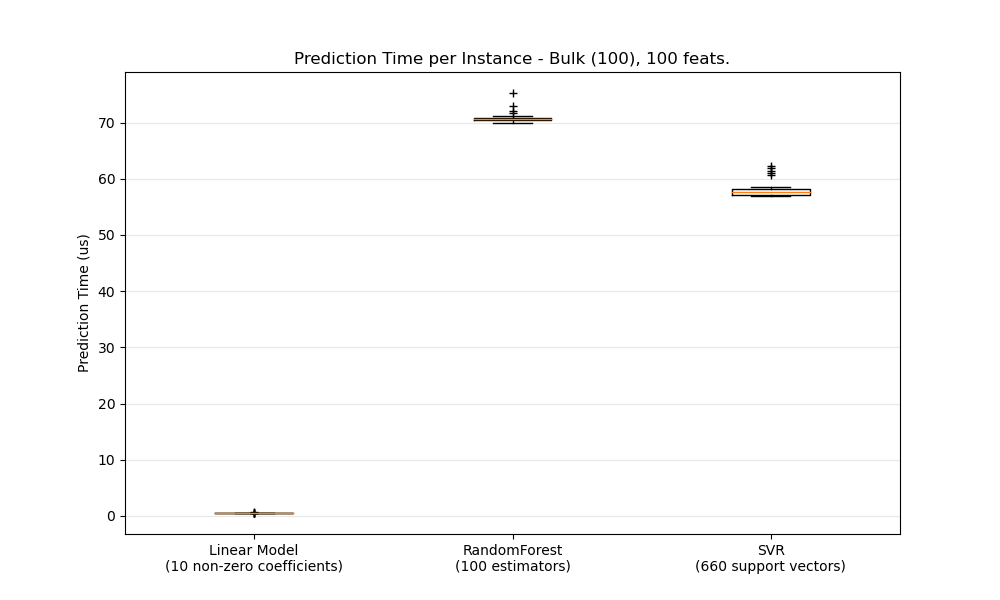 Prediction Time per Instance - Bulk (100), 100 feats.
Prediction Time (us)
70
60
50
40
30
20
10
0
Linear Model
(10 non-zero coefficients)
RandomForest
(100 estimators)
SVR
(660 support vectors)